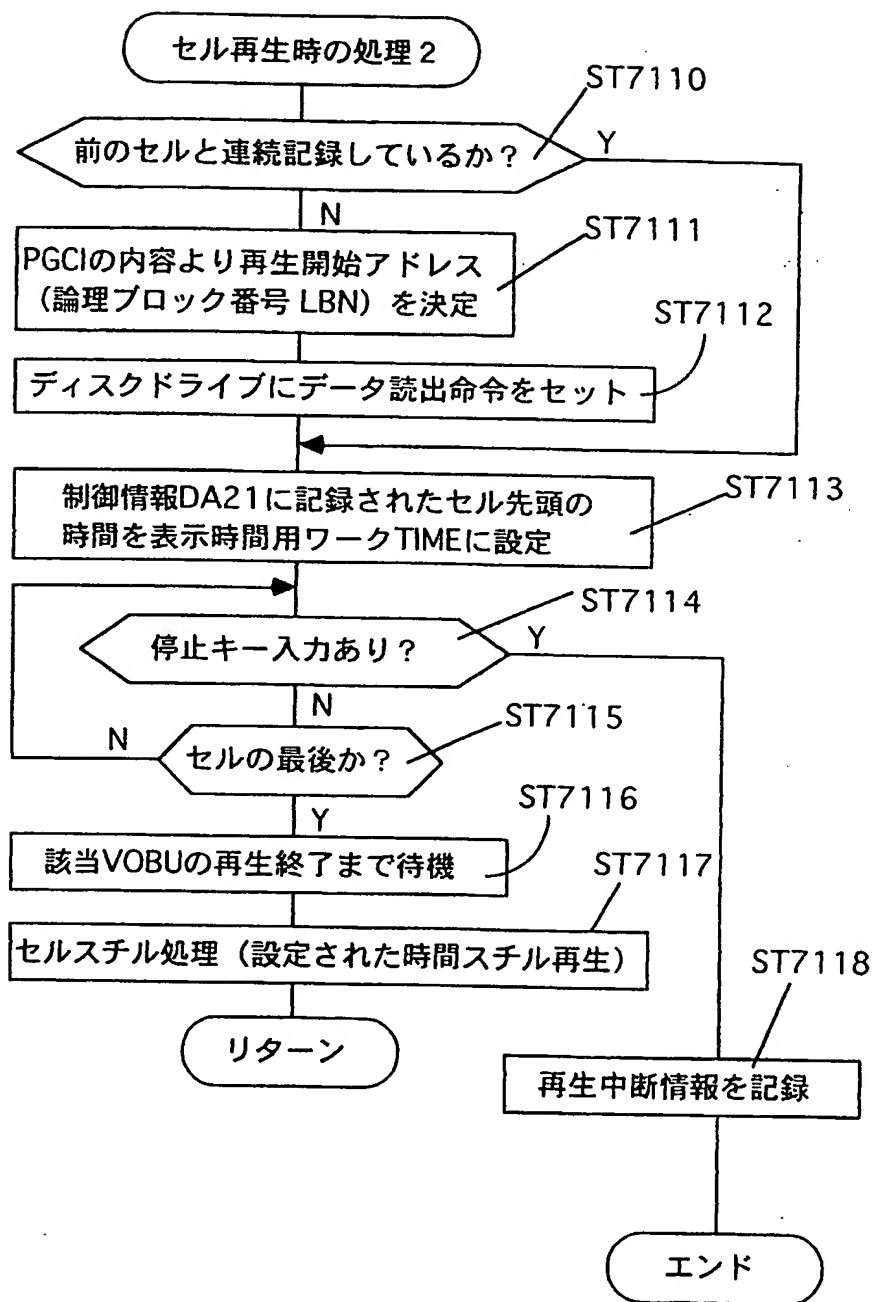 セル再生時の処理2
ST7110
前のセルと連続記録しているか?
Y
N
ST7111
PGCIの内容より再生開始アドレス
(論理ブロック番号 LBN)を決定
ST7112
ディスクドライブにデータ読出命令をセット
ST7113
制御情報DA21に記録されたセル先頭の
時間を表示時間用ワークTIMEに設定
ST7114
停止キー入力あり?
Y
N
ST7115
N
セルの最後か?
Y
ST7116
該当VOBUの再生終了まで待機
ST7117
セルスチル処理(設定された時間スチル再生)
ST7118
リターン
再生中断情報を記録
エンド